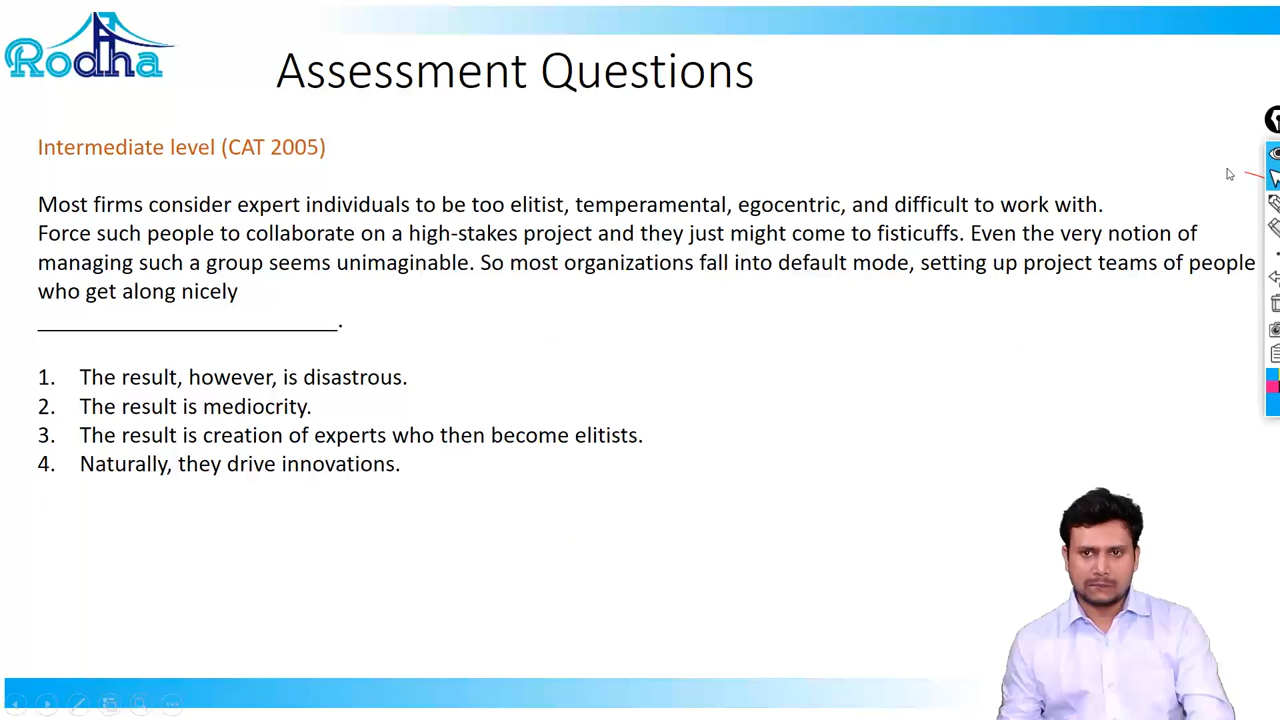 Rodha
Assessment Questions
Intermediate level (CAT 2005)
Most firms consider expert individuals to be too elitist, temperamental, egocentric, and difficult to work with.
Force such people to collaborate on a high-stakes project and they just might come to fisticuffs. Even the very notion of
managing such a group seems unimaginable. So most organizations fall into default mode, setting up project teams of people
who get along nicely
______________________________.
1. The result, however, is disastrous.
2. The result is mediocrity.
3. The result is creation of experts who then become elitists.
4. Naturally, they drive innovations.